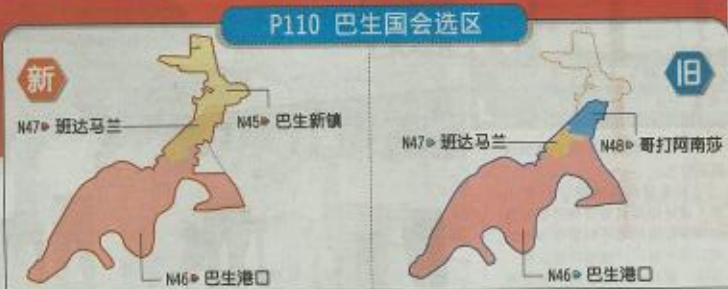 P110 巴生国会选区
新
旧
N47 班达马兰
N45 巴生新镇
N46 巴生港口
N47 班达马兰
N48 哥打阿南莎
N46 巴生港口